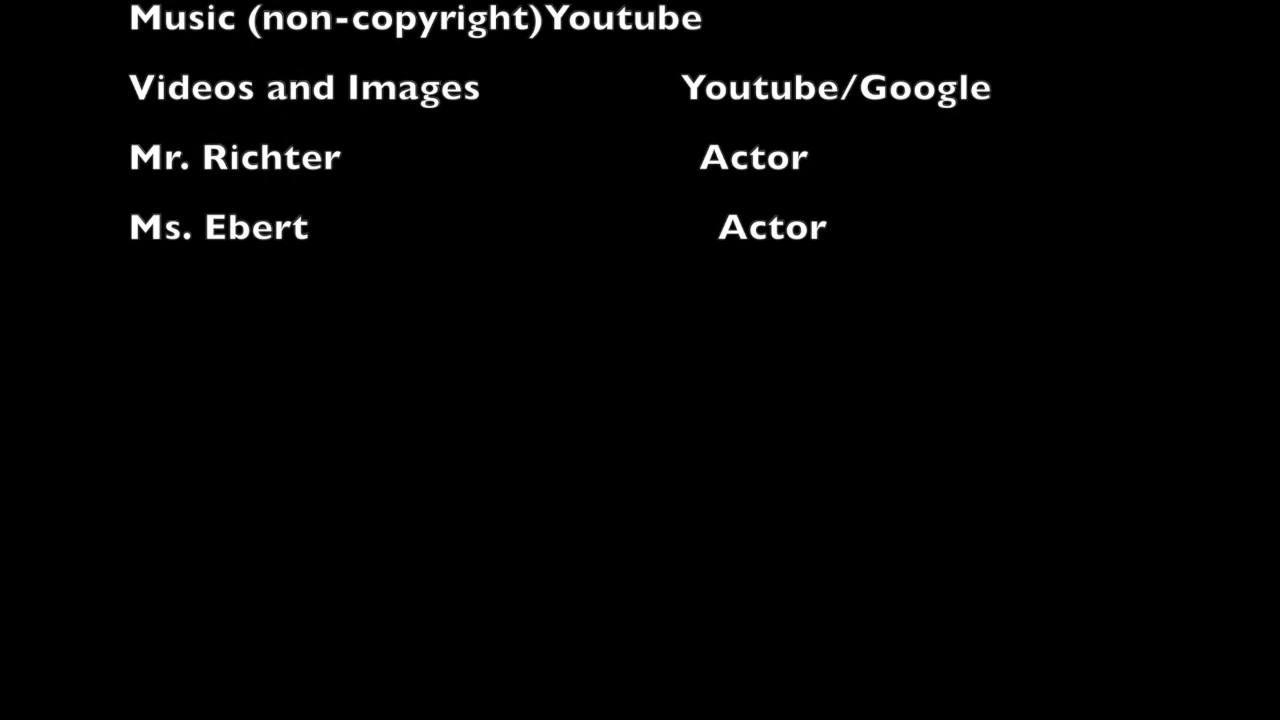 Music (non-copyright)Youtube
Videos and Images Youtube/Google
Mr. Richter Actor
Ms. Ebert Actor